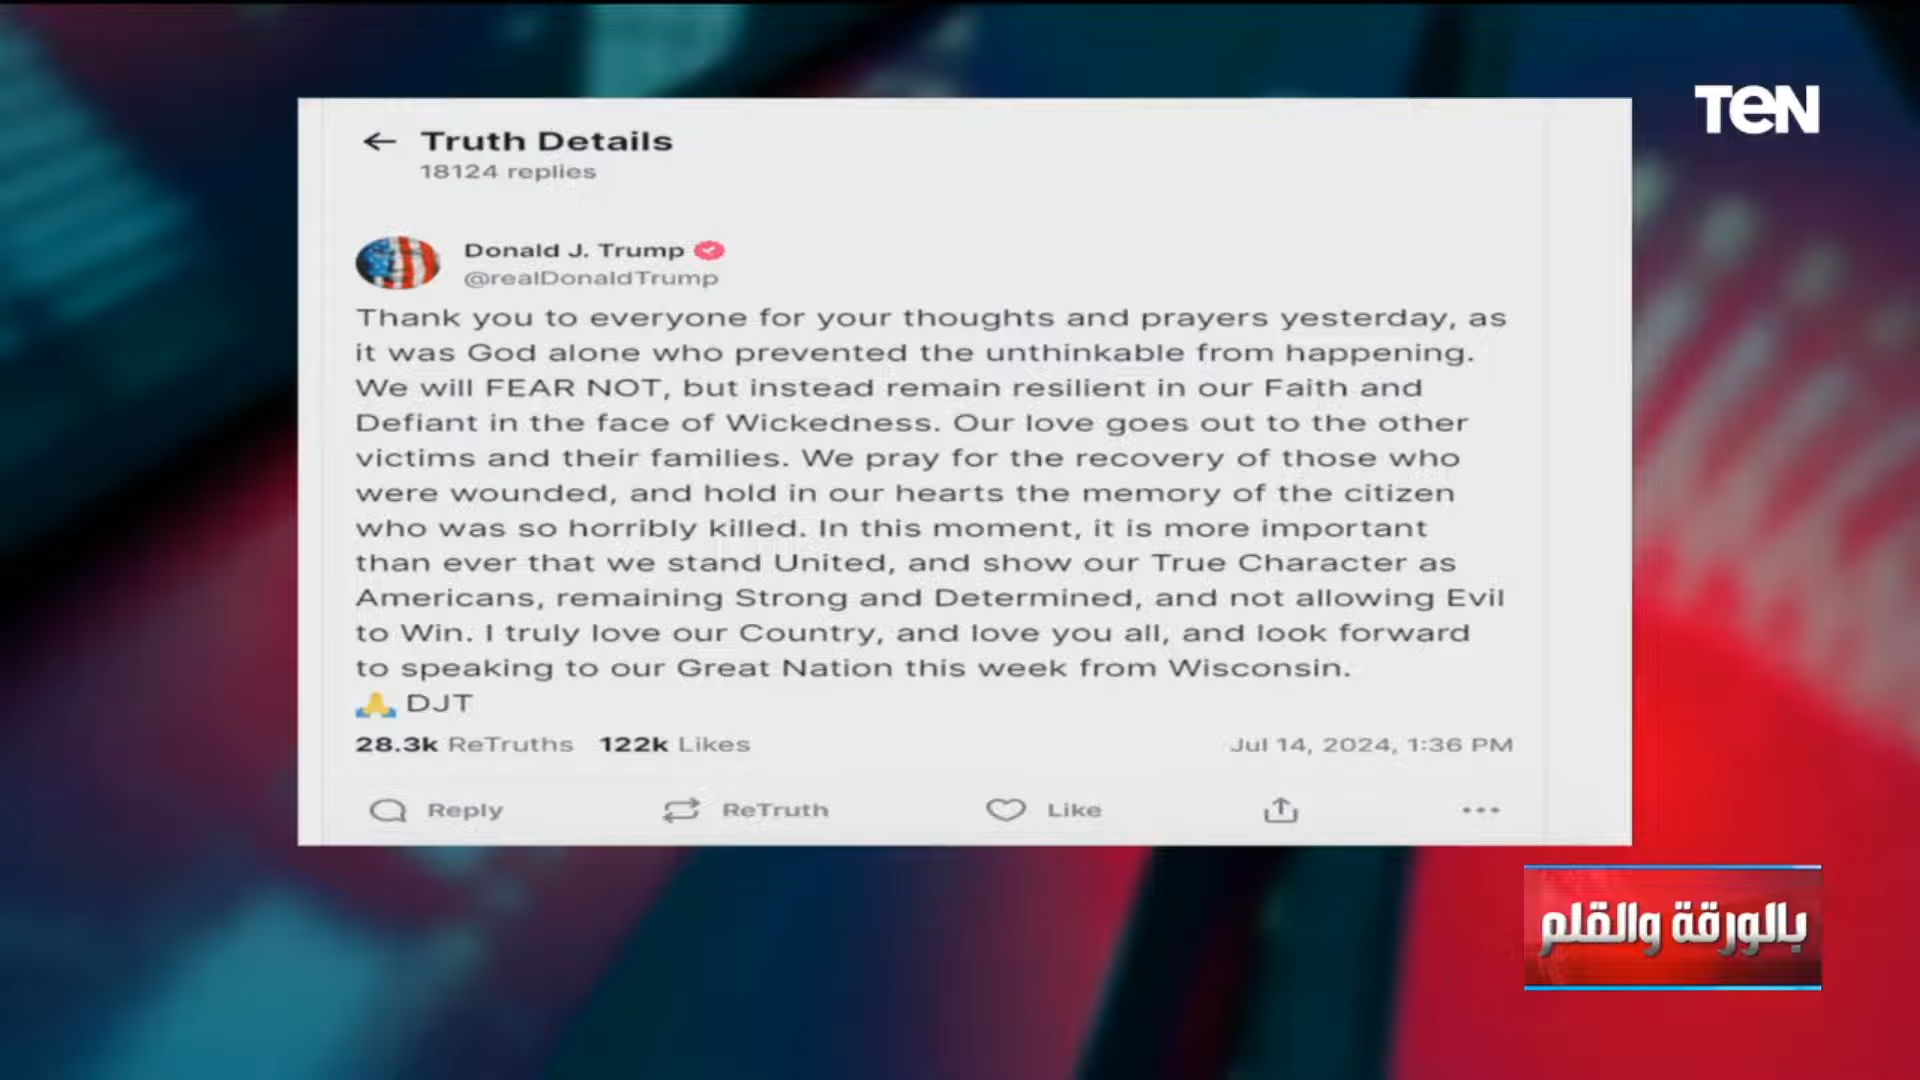 TEN
Truth Details
18124 replies
Donald J. Trump
@realDonaldTrump
Thank you to everyone for your thoughts and prayers yesterday, as
it was God alone who prevented the unthinkable from happening.
We will FEAR NOT, but instead remain resilient in our Faith and
Defiant in the face of Wickedness. Our love goes out to the other
victims and their families. We pray for the recovery of those who
were wounded, and hold in our hearts the memory of the citizen
who was so horribly killed. In this moment, it is more important
than ever that we stand United, and show our True Character as
Americans, remaining Strong and Determined, and not allowing Evil
to Win. I truly love our Country, and love you all, and look forward
to speaking to our Great Nation this week from Wisconsin.
🙏 DJT
28.3k ReTruths 122k Likes Jul 14, 2024, 1:36 PM
Reply ReTruth Like
بالورقة والقلم